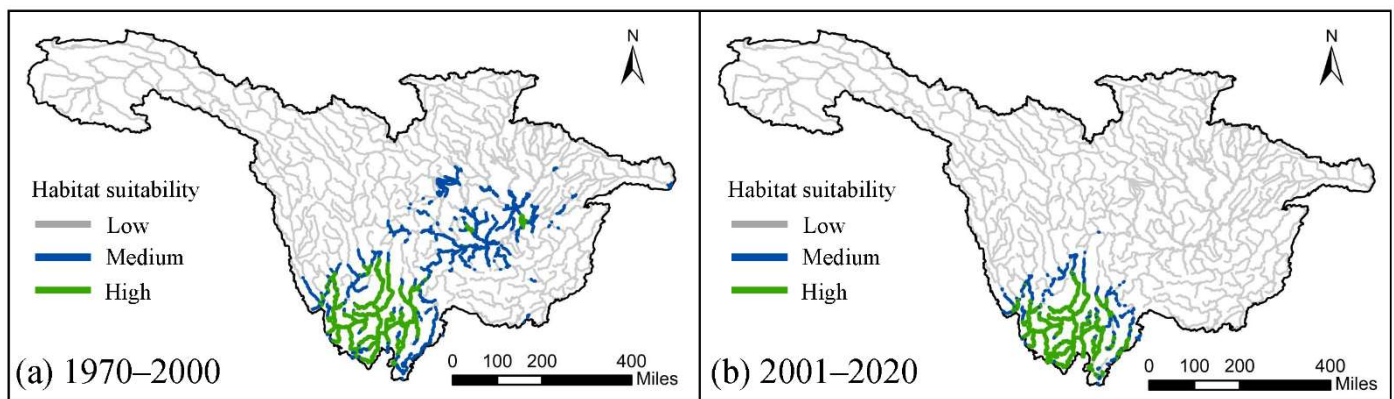 N
Habitat suitability
Low
Medium
High
0 100 200 400
Miles
(a) 1970–2000
N
Habitat suitability
Low
Medium
High
0 100 200 400
Miles
(b) 2001–2020